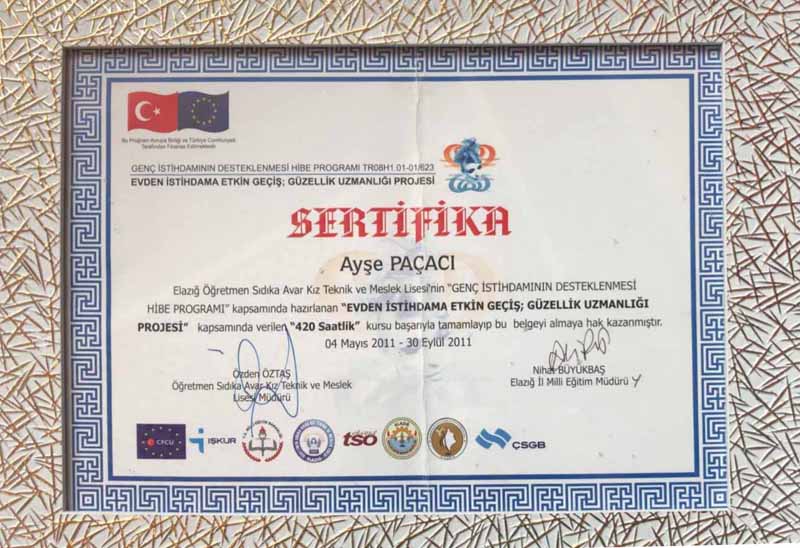 Bu Program Avrupa Birliği ve Türkiye Cumhuriyeti
Tarafından Finanse Edilmektedir
GENÇ İSTİHDAMININ DESTEKLENMESİ HİBE PROGRAMI TR08H1.01-01/623
EVDEN İSTİHDAMA ETKİN GEÇİŞ; GÜZELLİK UZMANLIĞI PROJESİ
SERTİFİKA
Ayşe PAÇACI
Elazığ Öğretmen Sıdıka Avar Kız Teknik ve Meslek Lisesi'nin "GENÇ İSTİHDAMININ DESTEKLENMESİ
HİBE PROGRAMI" kapsamında hazırlanan "EVDEN İSTİHDAMA ETKİN GEÇİŞ; GÜZELLİK UZMANLIĞI
PROJESİ" kapsamında verilen "420 Saatlik" kursu başarıyla tamamlayıp bu belgeyi almaya hak kazanmıştır.
04 Mayıs 2011 - 30 Eylül 2011
Özden ÖZTAŞ
Öğretmen Sıdıka Avar Kız Teknik ve Meslek
Lisesi Müdürü
Nihat BÜYÜKBAŞ
Elazığ İl Milli Eğitim Müdürü
CFCU
İŞKUR
tso
ÇSGB